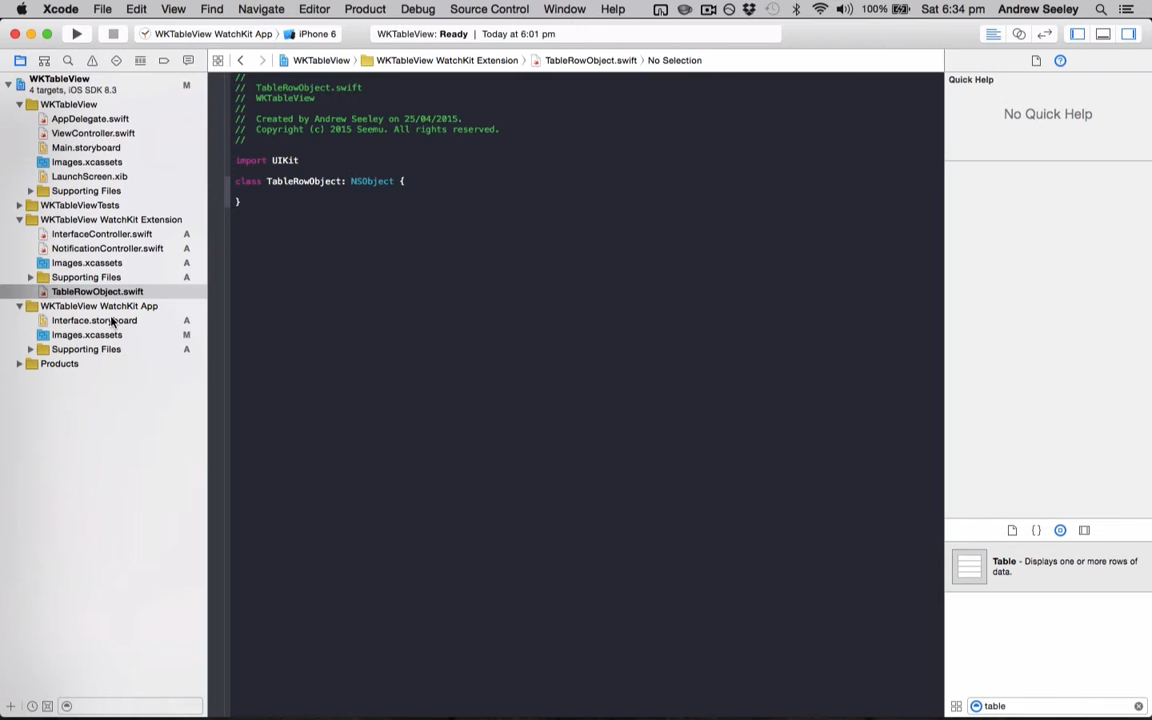 Xcode File Edit View Find Navigate Editor Product Debug Source Control Window Help 100% Sat 6:34 pm Andrew Seeley
WKTableView WatchKit App 〉 iPhone 6
WKTableView: Ready | Today at 6:01 pm
WKTableView 〉 WKTableView WatchKit Extension 〉 TableRowObject.swift 〉 No Selection
WKTableView M
4 targets, iOS SDK 8.3
WKTableView
AppDelegate.swift
ViewController.swift
Main.storyboard
Images.xcassets
LaunchScreen.xib
Supporting Files
WKTableViewTests
WKTableView WatchKit Extension
InterfaceController.swift A
NotificationController.swift A
Images.xcassets A
Supporting Files A
TableRowObject.swift
WKTableView WatchKit App
Interface.storyboard A
Images.xcassets M
Supporting Files A
Products
//
// TableRowObject.swift
// WKTableView
//
// Created by Andrew Seeley on 25/04/2015.
// Copyright (c) 2015 Seemu. All rights reserved.
//
import UIKit
class TableRowObject: NSObject {
}
Quick Help
No Quick Help
{ }
Table - Displays one or more rows of
data.
table